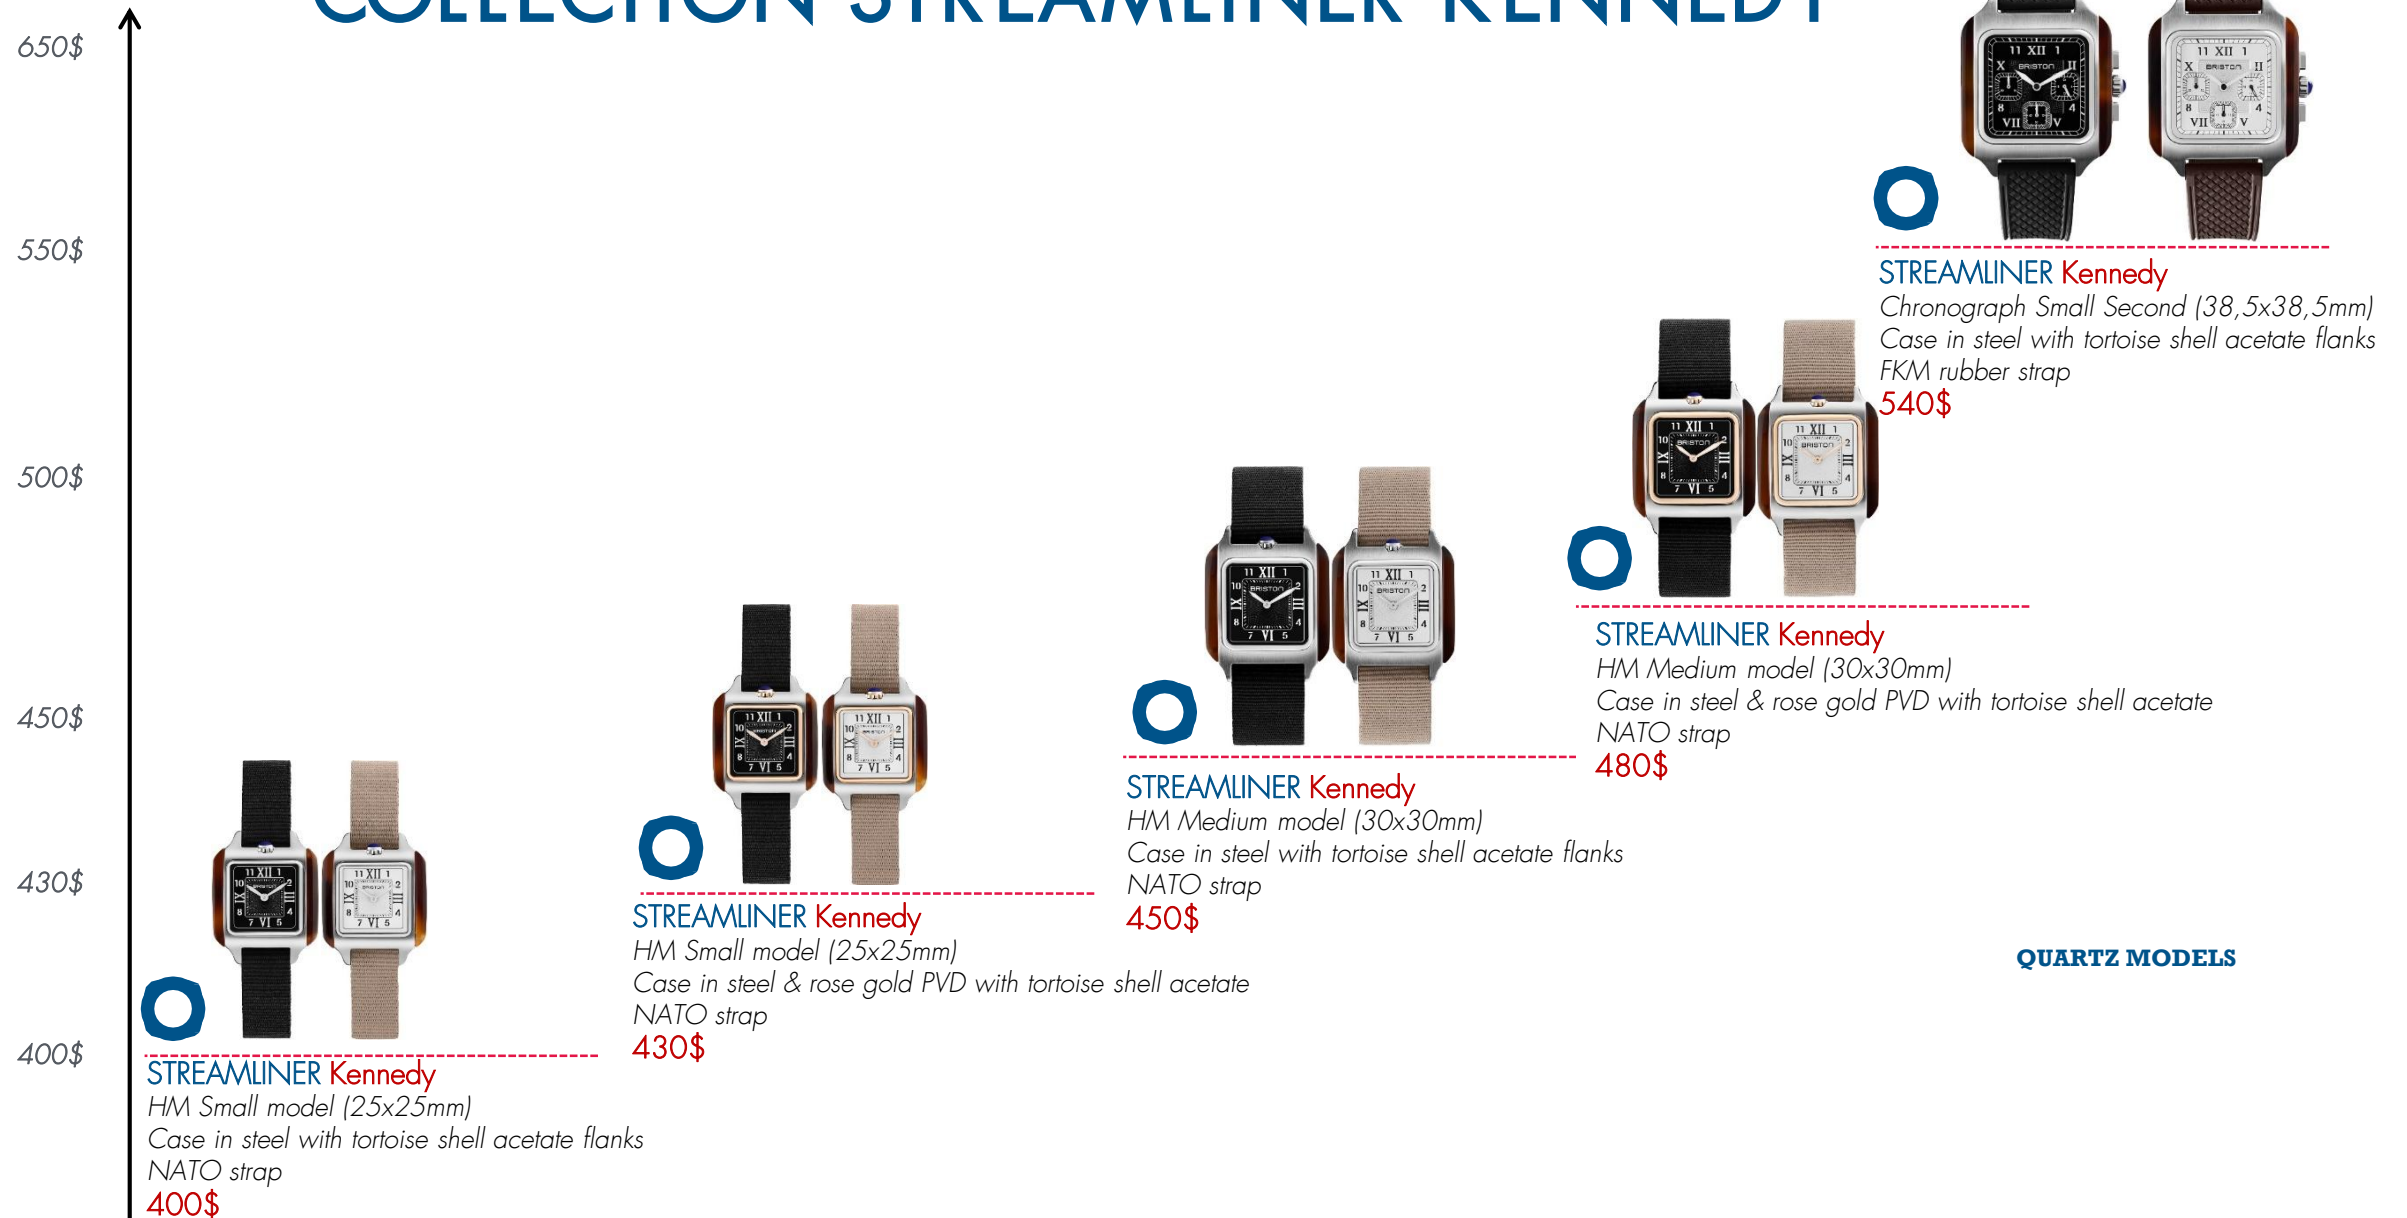 COLLECTION STREAMLINER KENNEDY
650$
550$
500$
450$
430$
400$
STREAMLINER Kennedy
Chronograph Small Second (38,5x38,5mm)
Case in steel with tortoise shell acetate flanks
FKM rubber strap
540$
STREAMLINER Kennedy
HM Medium model (30x30mm)
Case in steel & rose gold PVD with tortoise shell acetate
NATO strap
480$
STREAMLINER Kennedy
HM Medium model (30x30mm)
Case in steel with tortoise shell acetate flanks
NATO strap
450$
STREAMLINER Kennedy
HM Small model (25x25mm)
Case in steel & rose gold PVD with tortoise shell acetate
NATO strap
430$
STREAMLINER Kennedy
HM Small model (25x25mm)
Case in steel with tortoise shell acetate flanks
NATO strap
400$
QUARTZ MODELS